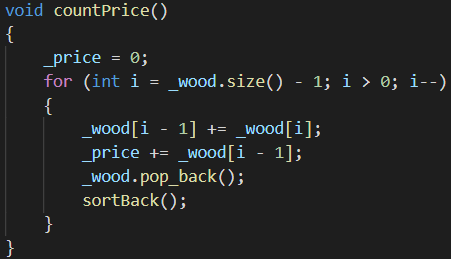 void countPrice()
{
    _price = 0;
    for (int i = _wood.size() - 1; i > 0; i--)
    {
        _wood[i - 1] += _wood[i];
        _price += _wood[i - 1];
        _wood.pop_back();
        sortBack();
    }
}